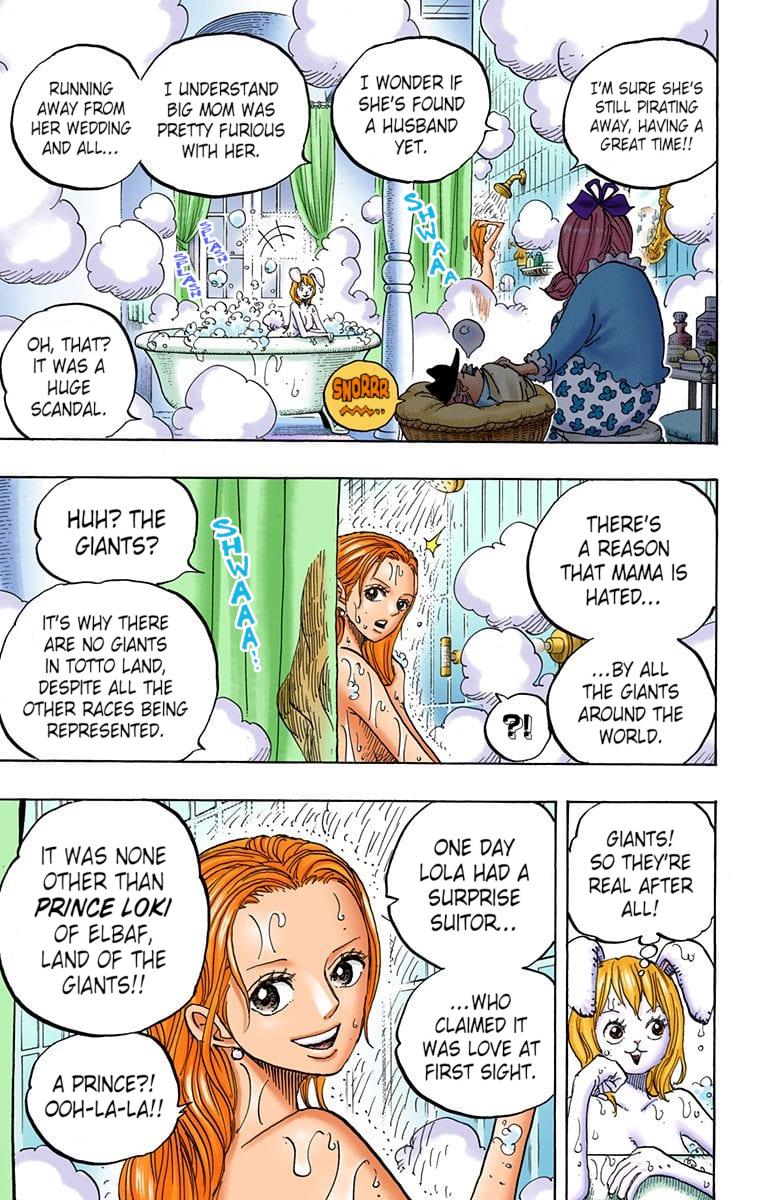 I'M SURE SHE'S
STILL PIRATING
AWAY, HAVING A
GREAT TIME!!
I WONDER IF
SHE'S FOUND
A HUSBAND
YET.
I UNDERSTAND
BIG MOM WAS
PRETTY FURIOUS
WITH HER.
RUNNING
AWAY FROM
HER WEDDING
AND ALL...
SHWAAA
SPLASH
SPLASH
OH, THAT?
IT WAS A
HUGE
SCANDAL.
SNORRR
THERE'S
A REASON
THAT MAMA IS
HATED...
...BY ALL
THE GIANTS
AROUND THE
WORLD.
?!
SHWAAA!!
HUH? THE
GIANTS?
IT'S WHY THERE
ARE NO GIANTS
IN TOTTO LAND,
DESPITE ALL THE
OTHER RACES BEING
REPRESENTED.
GIANTS!
SO THEY'RE
REAL AFTER
ALL!
ONE DAY
LOLA HAD A
SURPRISE
SUITOR...
...WHO
CLAIMED IT
WAS LOVE AT
FIRST SIGHT.
IT WAS NONE
OTHER THAN
PRINCE LOKI
OF ELBAF,
LAND OF THE
GIANTS!!
A PRINCE?!
OOH-LA-LA!!